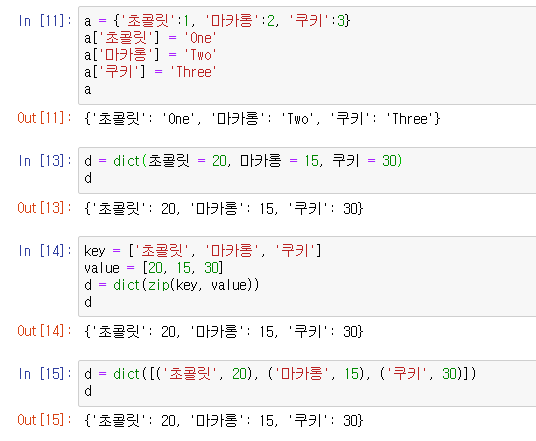 In [11]: a = {'초콜릿':1, '마카롱':2, '쿠키':3}
a['초콜릿'] = 'One'
a['마카롱'] = 'Two'
a['쿠키'] = 'Three'
a
Out[11]: {'초콜릿': 'One', '마카롱': 'Two', '쿠키': 'Three'}
In [13]: d = dict(초콜릿 = 20, 마카롱 = 15, 쿠키 = 30)
d
Out[13]: {'초콜릿': 20, '마카롱': 15, '쿠키': 30}
In [14]: key = ['초콜릿', '마카롱', '쿠키']
value = [20, 15, 30]
d = dict(zip(key, value))
d
Out[14]: {'초콜릿': 20, '마카롱': 15, '쿠키': 30}
In [15]: d = dict([('초콜릿', 20), ('마카롱', 15), ('쿠키', 30)])
d
Out[15]: {'초콜릿': 20, '마카롱': 15, '쿠키': 30}